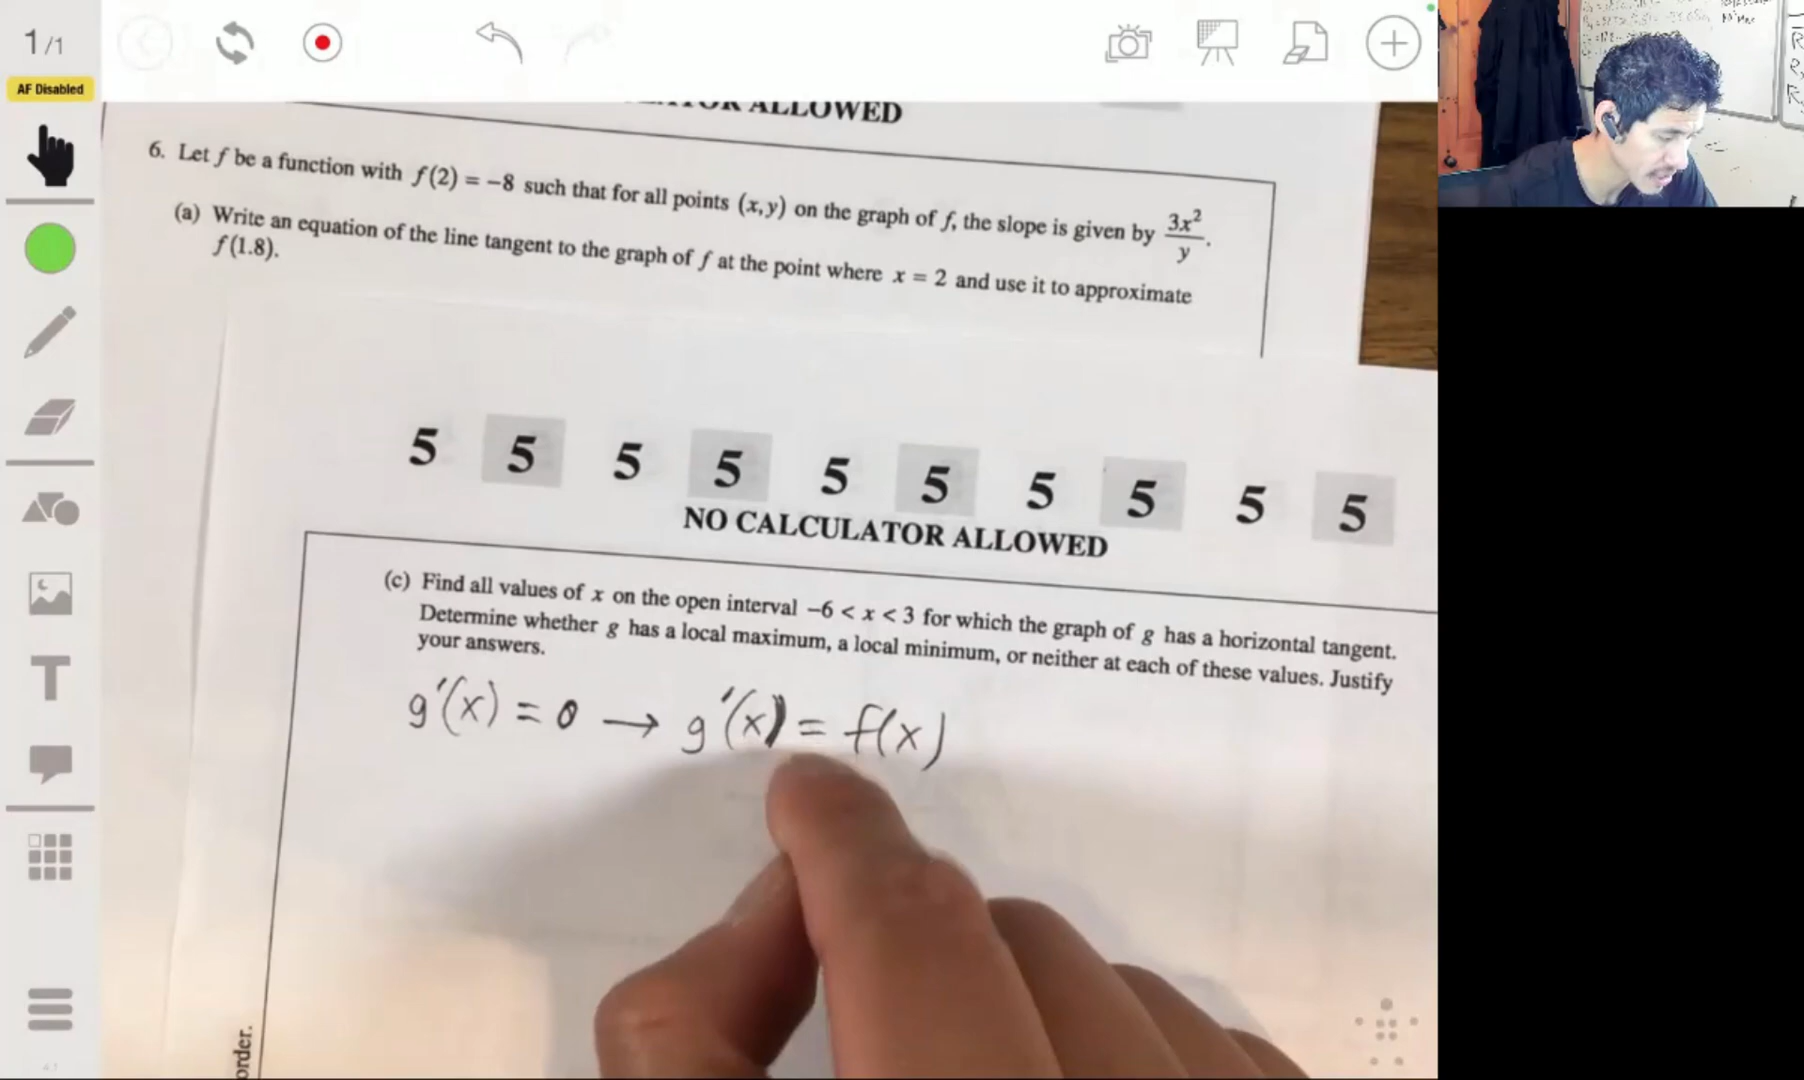 1/1
AF Disabled
OR ALLOWED
6. Let f be a function with f(2) = −8 such that for all points (x, y) on the graph of f, the slope is given by 3x²/y.
(a) Write an equation of the line tangent to the graph of f at the point where x = 2 and use it to approximate
f(1.8).
5 5 5 5 5 5 5 5 5 5
NO CALCULATOR ALLOWED
(c) Find all values of x on the open interval −6 < x < 3 for which the graph of g has a horizontal tangent.
Determine whether g has a local maximum, a local minimum, or neither at each of these values. Justify
your answers.
g'(x) = 0 → g'(x) = f(x)
order.
T